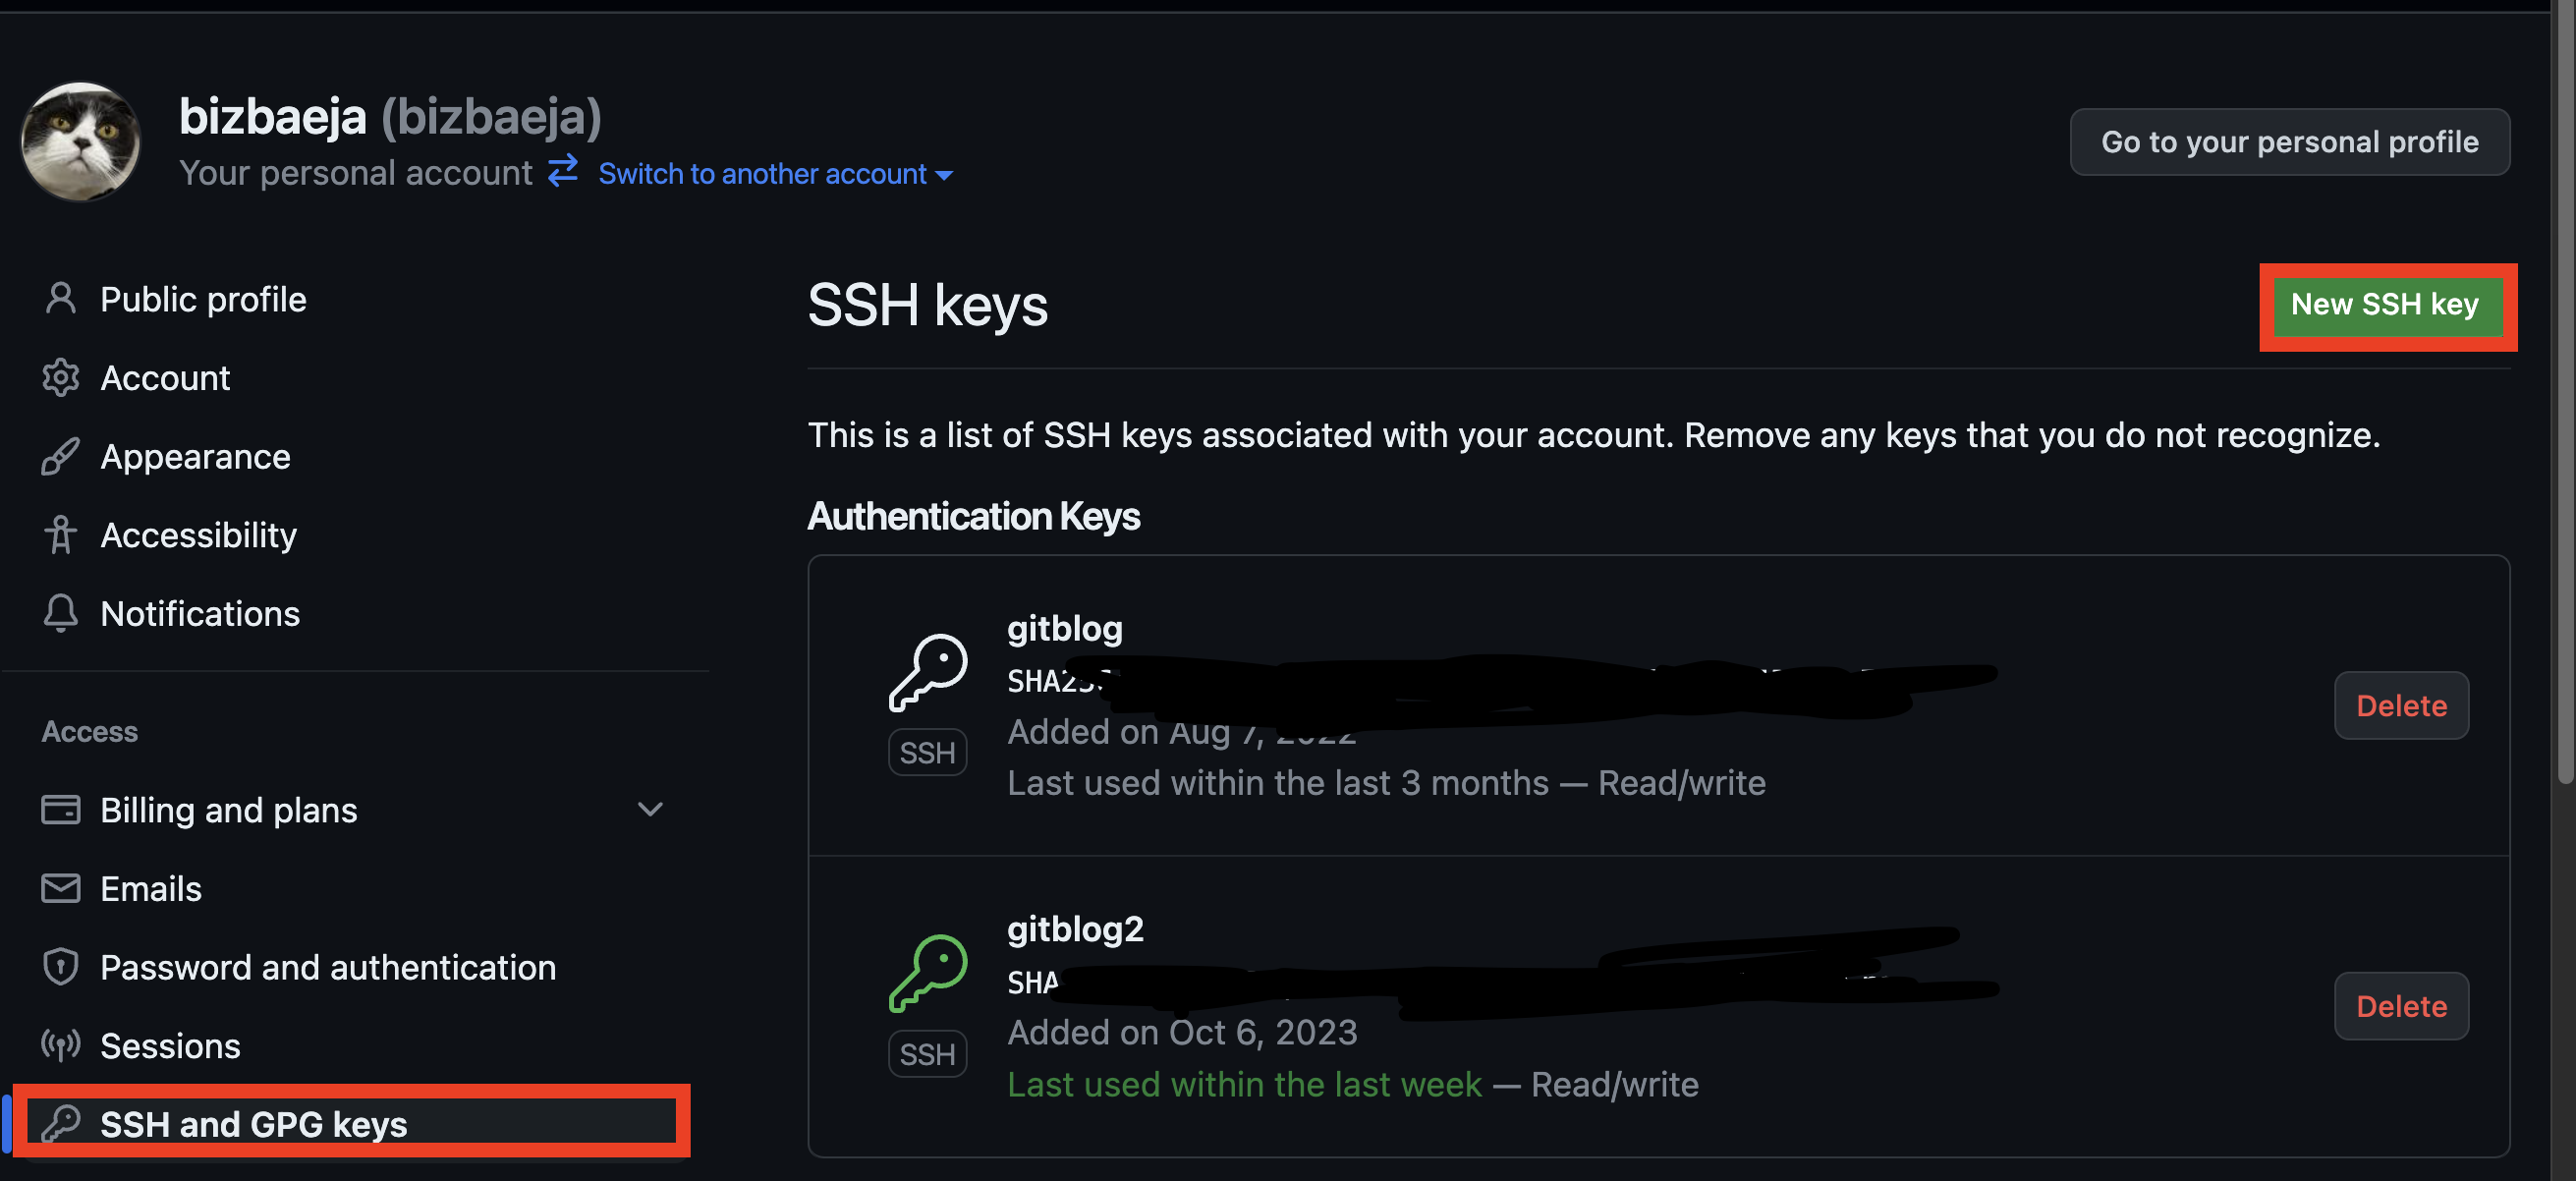 bizbaeja (bizbaeja)
Your personal account Switch to another account
Go to your personal profile
Public profile
Account
Appearance
Accessibility
Notifications
Access
Billing and plans
Emails
Password and authentication
Sessions
SSH and GPG keys
SSH keys
New SSH key
This is a list of SSH keys associated with your account. Remove any keys that you do not recognize.
Authentication Keys
gitblog
SSH
Added on Aug 7, 2022
Last used within the last 3 months — Read/write
Delete
gitblog2
SHA
SSH
Added on Oct 6, 2023
Last used within the last week — Read/write
Delete